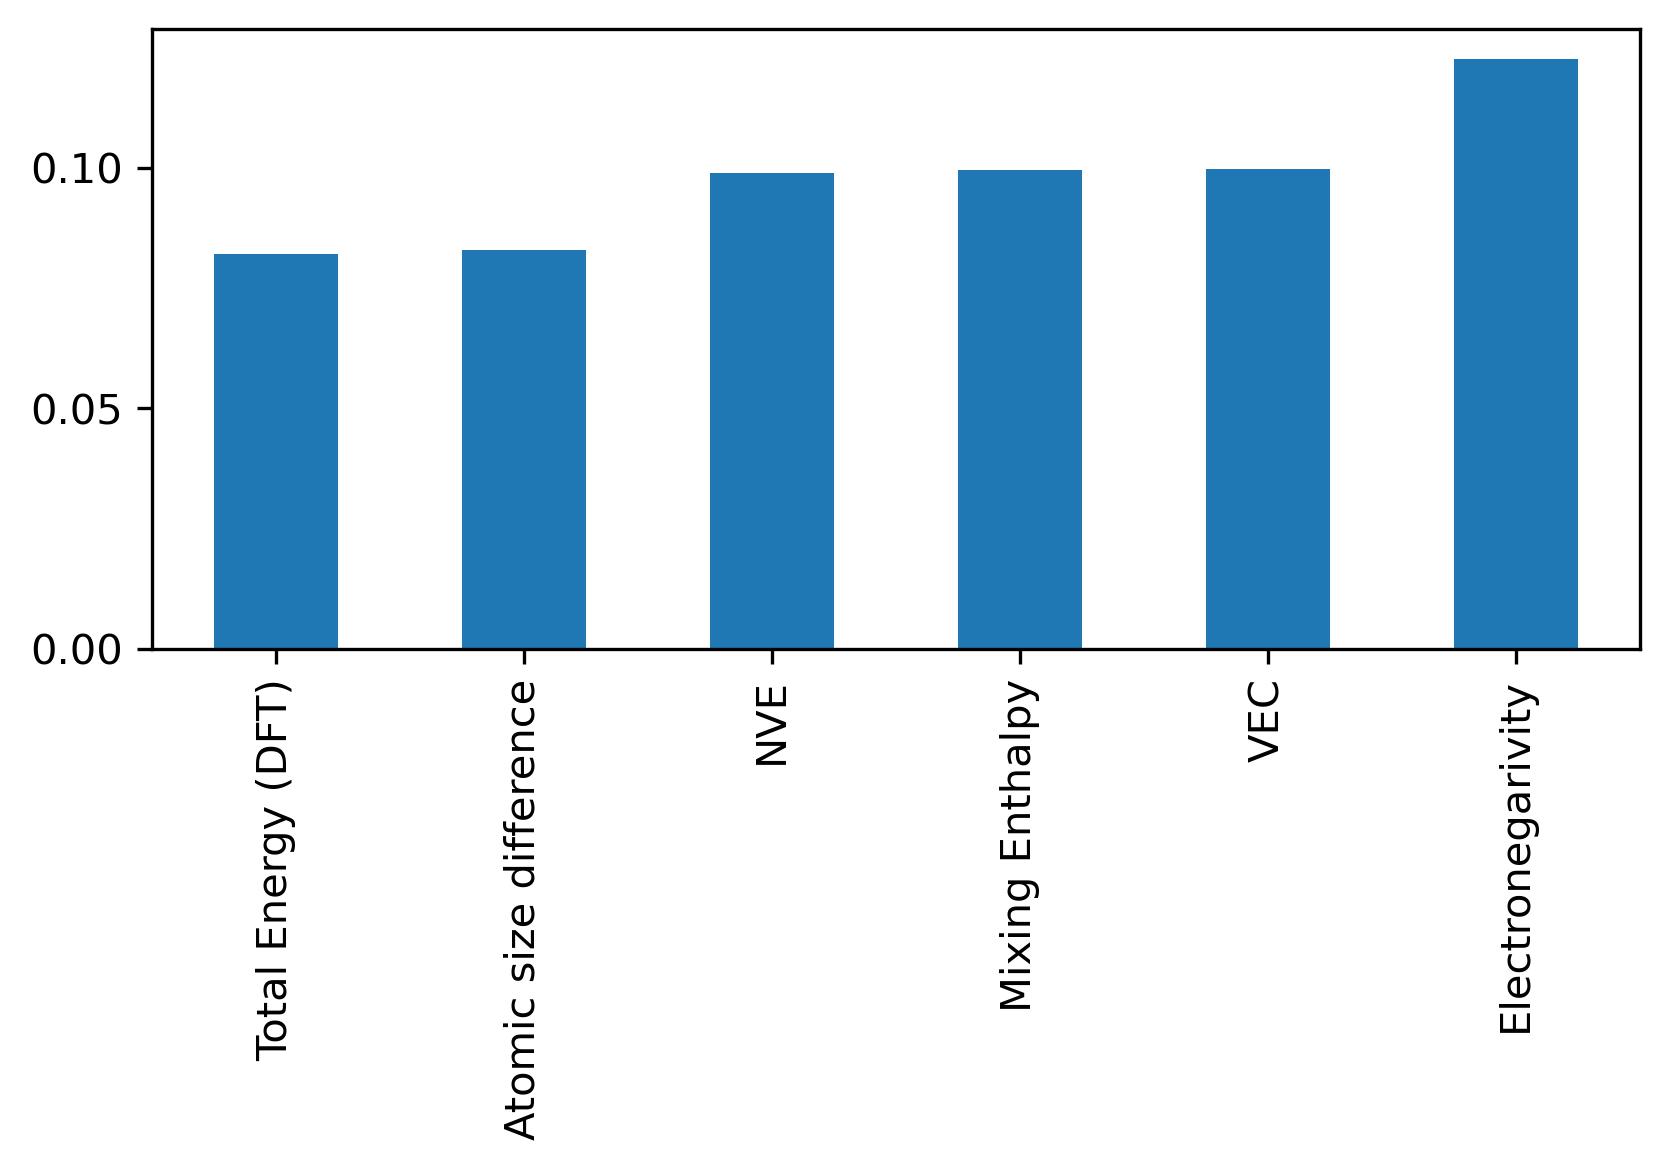 0.10
0.05
0.00
Total Energy (DFT)
Atomic size difference
NVE
Mixing Enthalpy
VEC
Electronegarivity